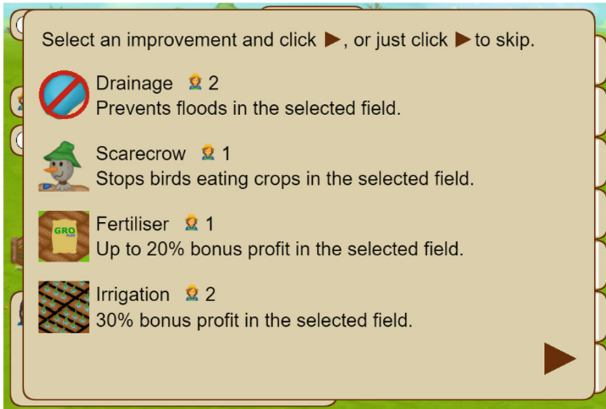 Select an improvement and click ▶, or just click ▶ to skip.
Drainage 2
Prevents floods in the selected field.
Scarecrow 1
Stops birds eating crops in the selected field.
Fertiliser 1
GRO
Up to 20% bonus profit in the selected field.
Irrigation 2
30% bonus profit in the selected field.